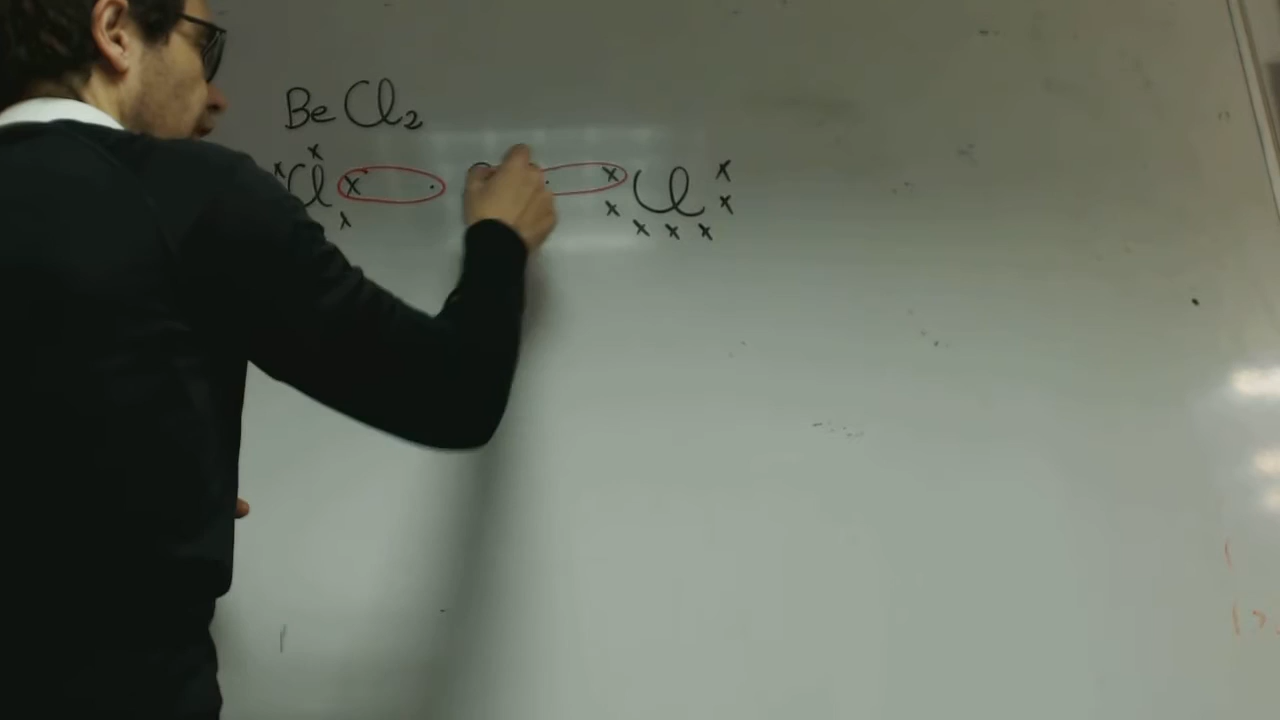 BeCl₂
Cl x . . x Cl